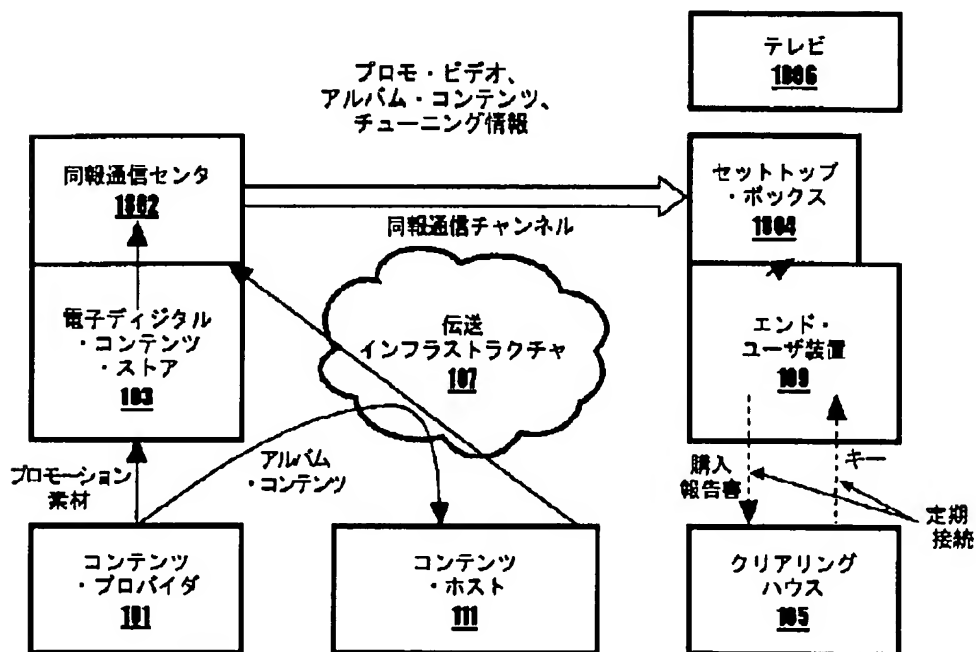 テレビ
1806
プロモ・ビデオ、
アルバム・コンテンツ、
チューニング情報
同報通信センタ
1802
セットトップ
・ボックス
1804
同報通信チャンネル
電子ディジタル
・コンテンツ
・ストア
103
伝送
インフラストラクチャ
107
エンド・
ユーザ装置
109
プロモーション
素材
アルバム
・コンテンツ
購入
報告書
キー
定期
接続
コンテンツ
・プロバイダ
101
コンテンツ
・ホスト
111
クリアリング
ハウス
105